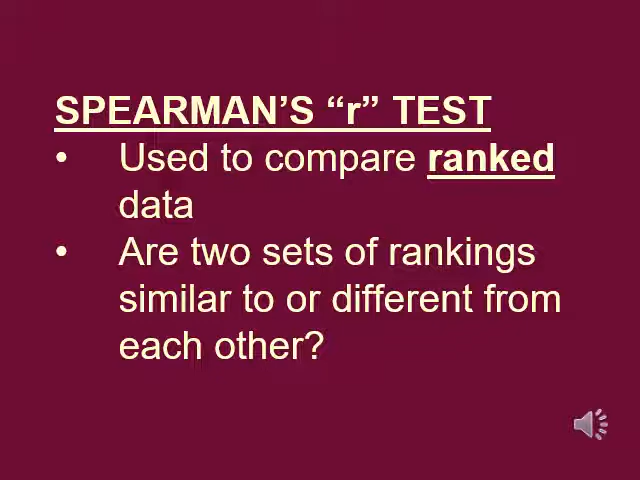 SPEARMAN’S “r” TEST
• Used to compare ranked
data
• Are two sets of rankings
similar to or different from
each other?